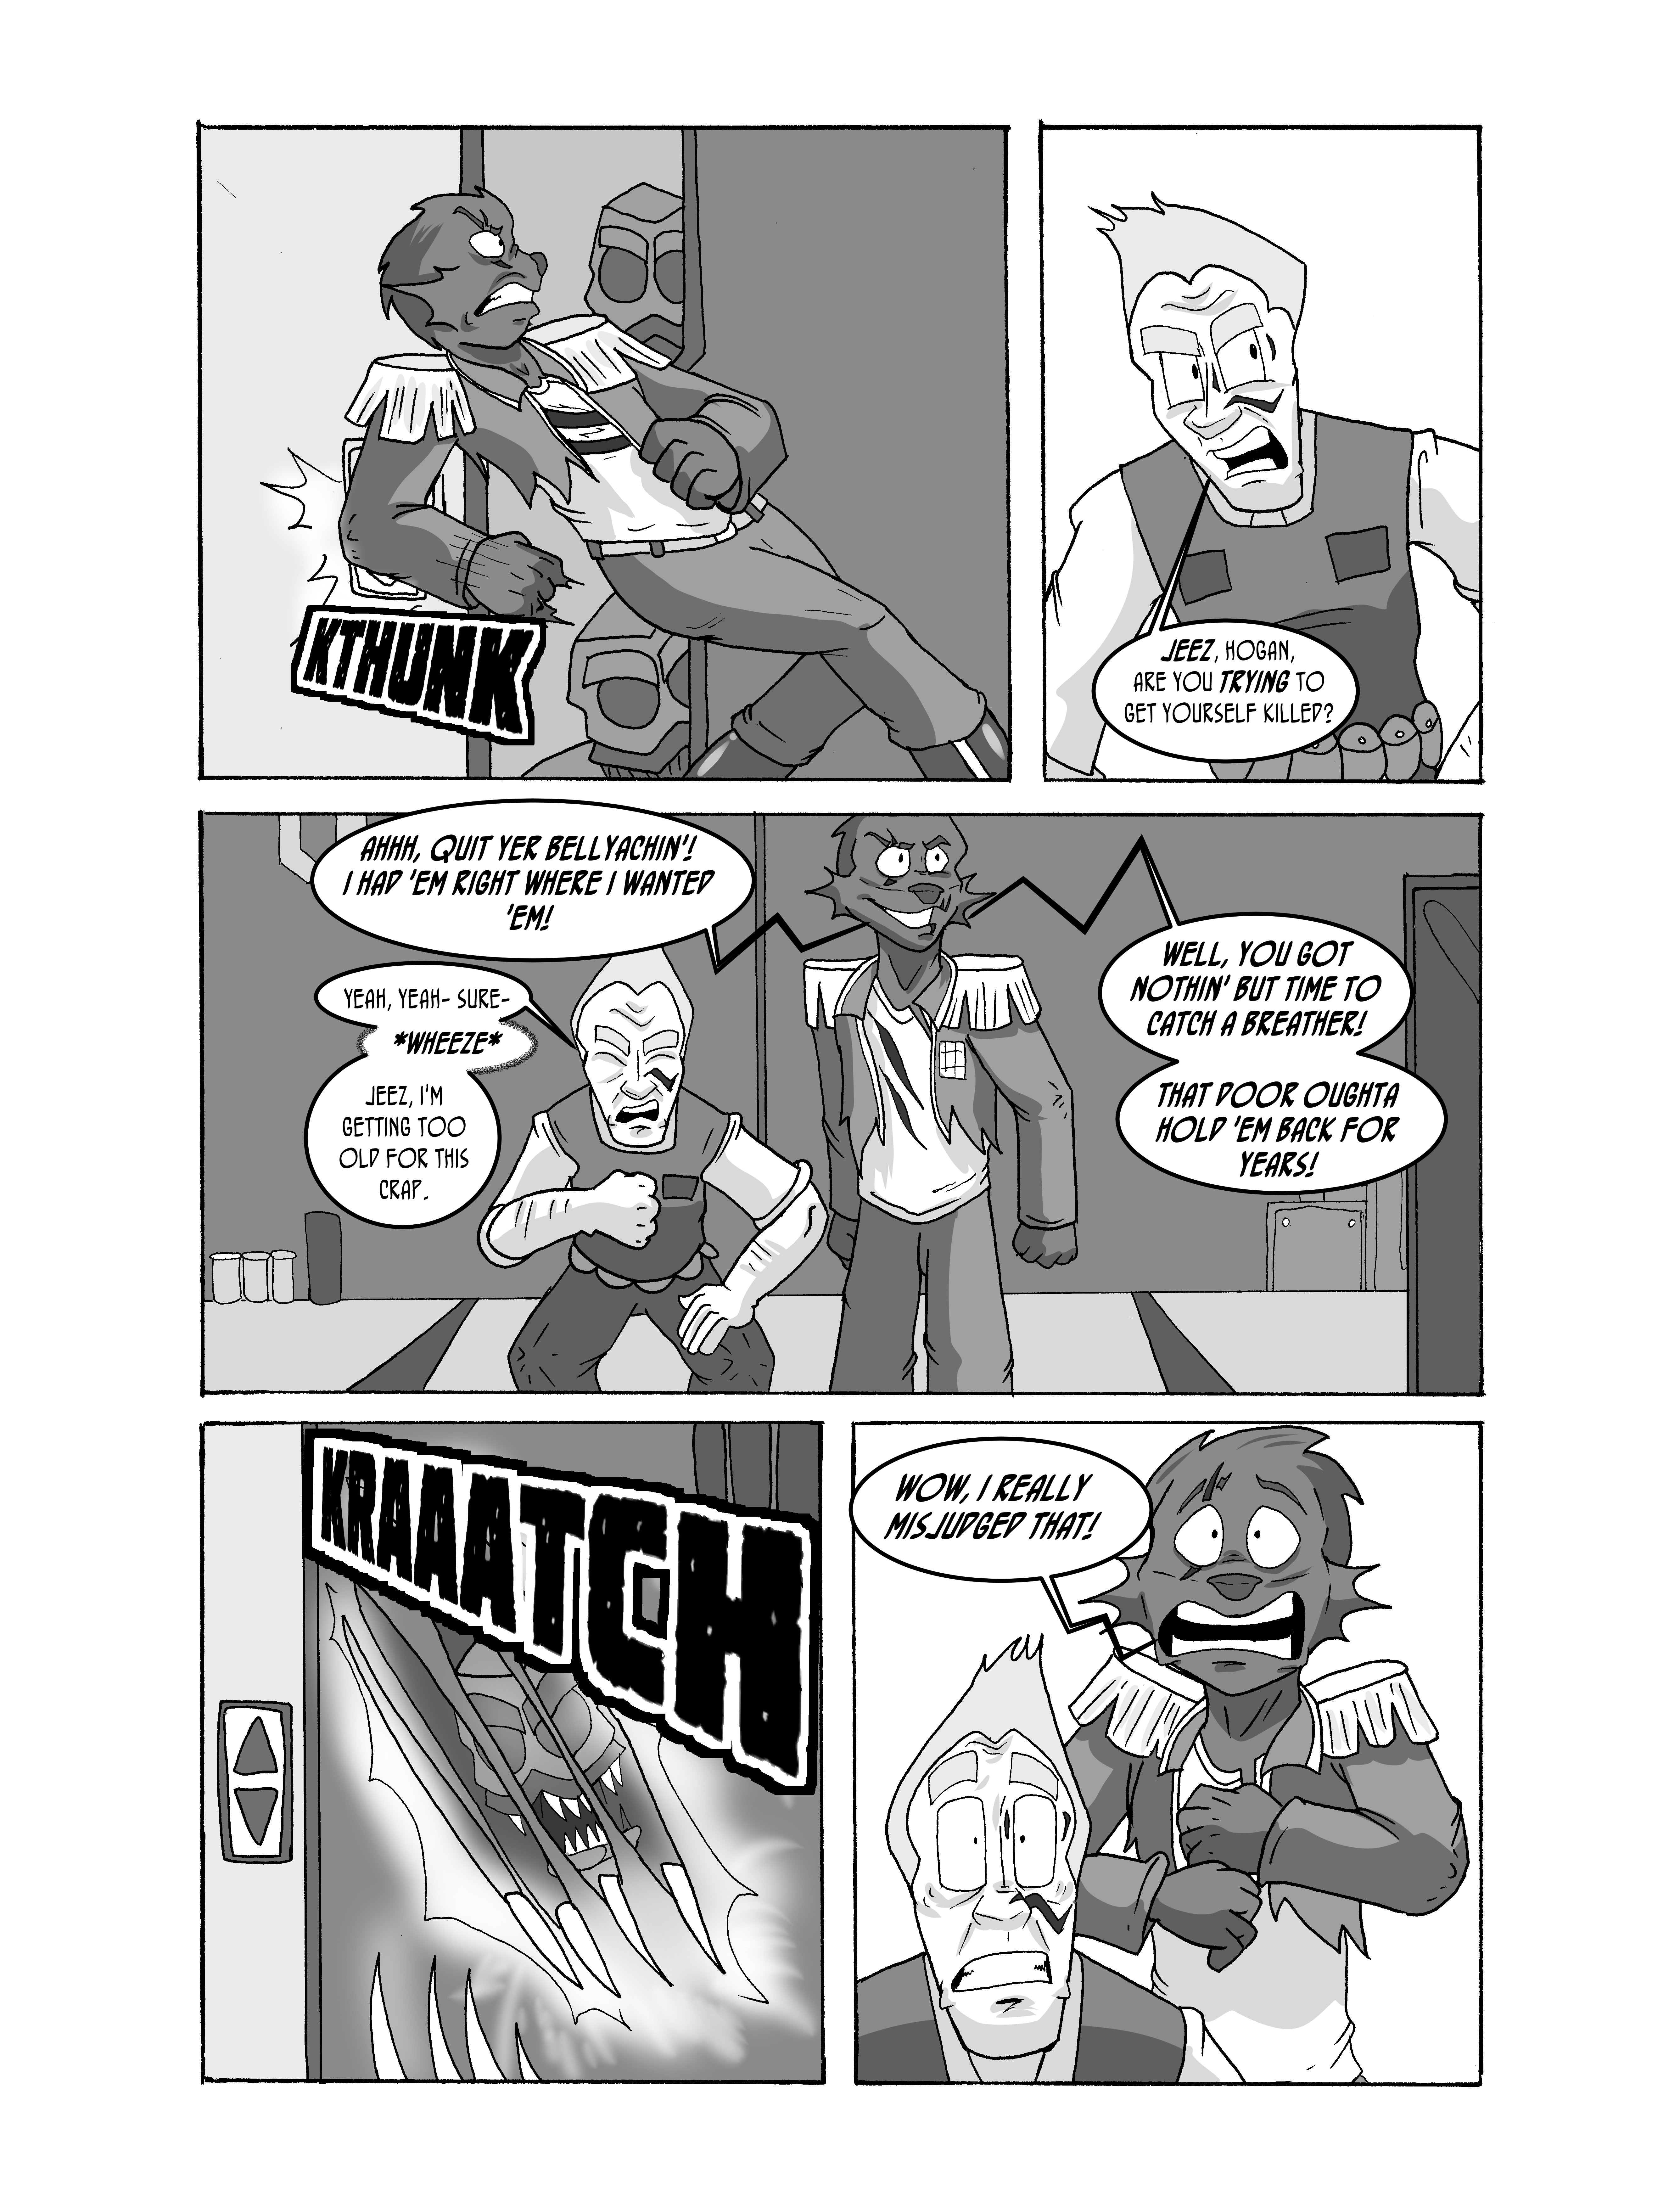 KTHUNK
JEEZ, HOGAN,
ARE YOU TRYING TO
GET YOURSELF KILLED?
AHHH, QUIT YER BELLYACHIN'!
I HAD 'EM RIGHT WHERE I WANTED
'EM!
YEAH, YEAH- SURE-
*WHEEZE*
JEEZ, I'M
GETTING TOO
OLD FOR THIS
CRAP.
WELL, YOU GOT
NOTHIN' BUT TIME TO
CATCH A BREATHER!
THAT DOOR OUGHTA
HOLD 'EM BACK FOR
YEARS!
KRAAATCH
WOW, I REALLY
MISJUDGED THAT!